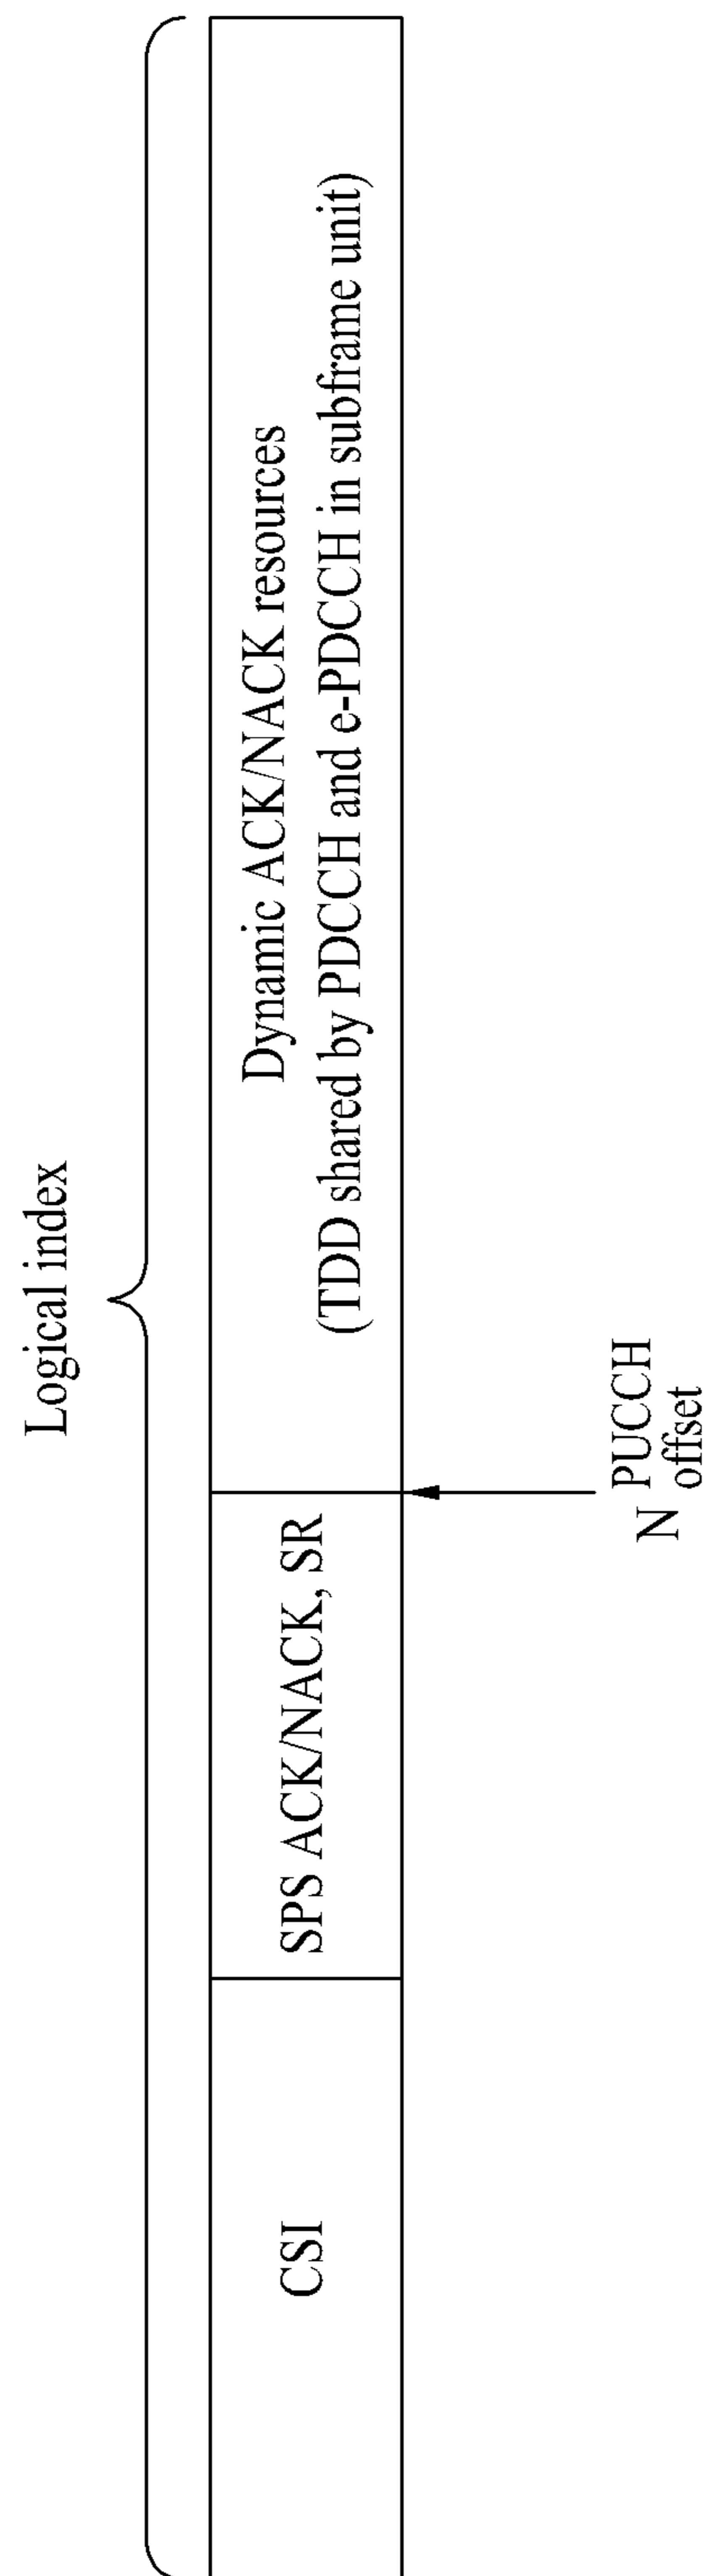 Logical index
CSI
SPS ACK/NACK, SR
Dynamic ACK/NACK resources
(TDD shared by PDCCH and e-PDCCH in subframe unit)
N PUCCH
offset